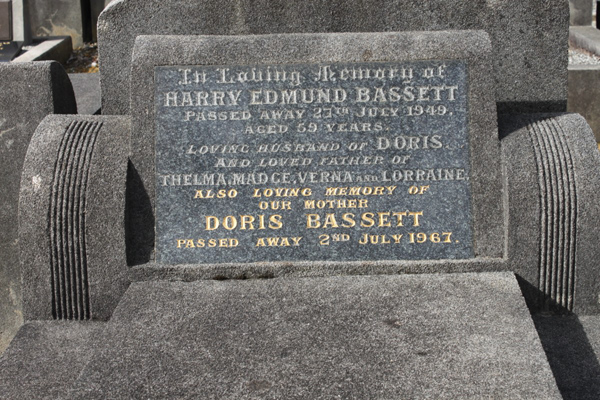 In Loving Memory of
HARRY EDMUND BASSETT
PASSED AWAY 27TH JULY 1949.
AGED 59 YEARS.
LOVING HUSBAND OF DORIS.
AND LOVED FATHER OF
THELMA, MADGE, VERNA AND LORRAINE.
ALSO LOVING MEMORY OF
OUR MOTHER
DORIS BASSETT
PASSED AWAY 2ND JULY 1967.